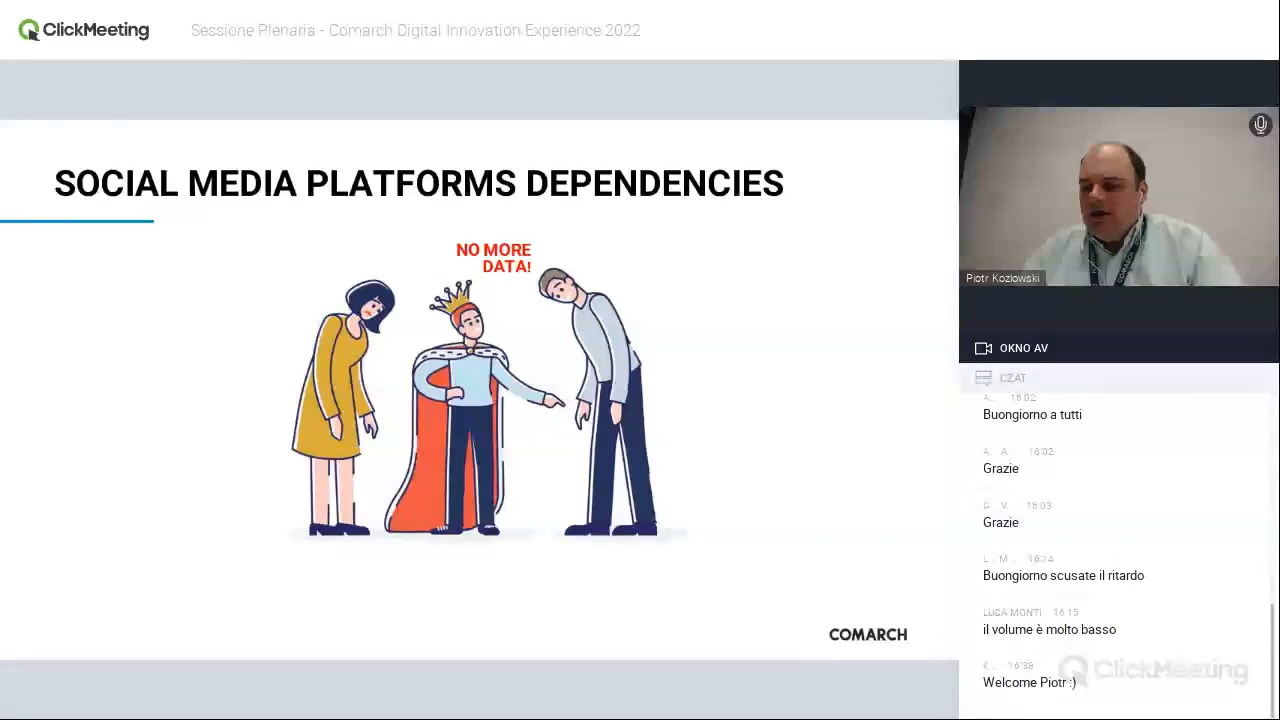 ClickMeeting
Sessione Plenaria - Comarch Digital Innovation Experience 2022
SOCIAL MEDIA PLATFORMS DEPENDENCIES
NO MORE
DATA!
COMARCH
Piotr Kozlowski
OKNO AV
CZAT
A... 16:02
Buongiorno a tutti
A... A... 16:02
Grazie
G... V... 16:03
Grazie
L... M... 16:14
Buongiorno scusate il ritardo
LUCA MONTI 16:15
il volume è molto basso
K... 16:38
Welcome Piotr :)
ClickMeeting